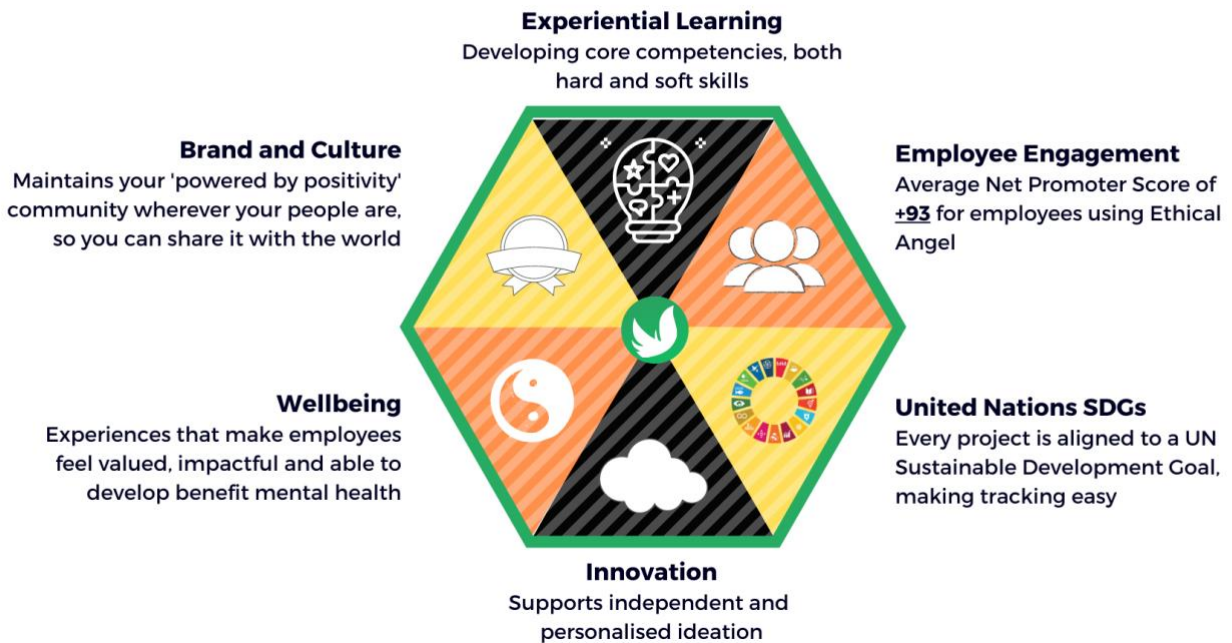 Experiential Learning
Developing core competencies, both
hard and soft skills
Brand and Culture
Maintains your 'powered by positivity'
community wherever your people are,
so you can share it with the world
Employee Engagement
Average Net Promoter Score of
+93 for employees using Ethical
Angel
Wellbeing
Experiences that make employees
feel valued, impactful and able to
develop benefit mental health
United Nations SDGs
Every project is aligned to a UN
Sustainable Development Goal,
making tracking easy
Innovation
Supports independent and
personalised ideation